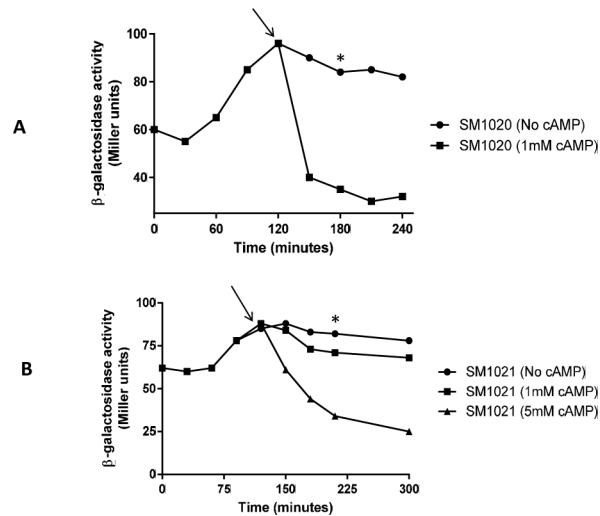 A
β-galactosidase activity
(Miller units)
100
80
60
40
20
0
60
120
180
240
Time (minutes)
*
SM1020 (No cAMP)
SM1020 (1mM cAMP)
B
β-galactosidase activity
(Miller units)
100
75
50
25
0
0
75
150
225
300
Time (minutes)
*
SM1021 (No cAMP)
SM1021 (1mM cAMP)
SM1021 (5mM cAMP)